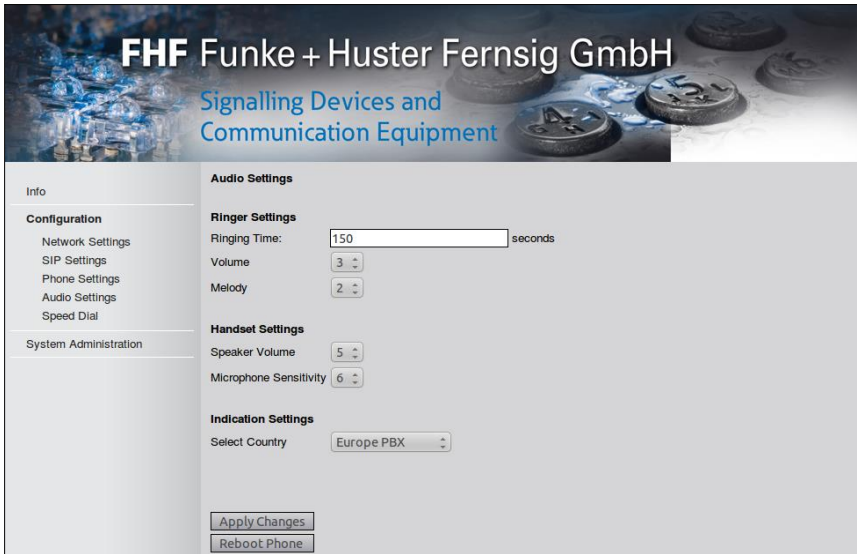 FHF Funke + Huster Fernsig GmbH
Signalling Devices and
Communication Equipment
Info
Configuration
Network Settings
SIP Settings
Phone Settings
Audio Settings
Speed Dial
System Administration
Audio Settings
Ringer Settings
Ringing Time: 150 seconds
Volume 3
Melody 2
Handset Settings
Speaker Volume 5
Microphone Sensitivity 6
Indication Settings
Select Country Europe PBX
Apply Changes
Reboot Phone